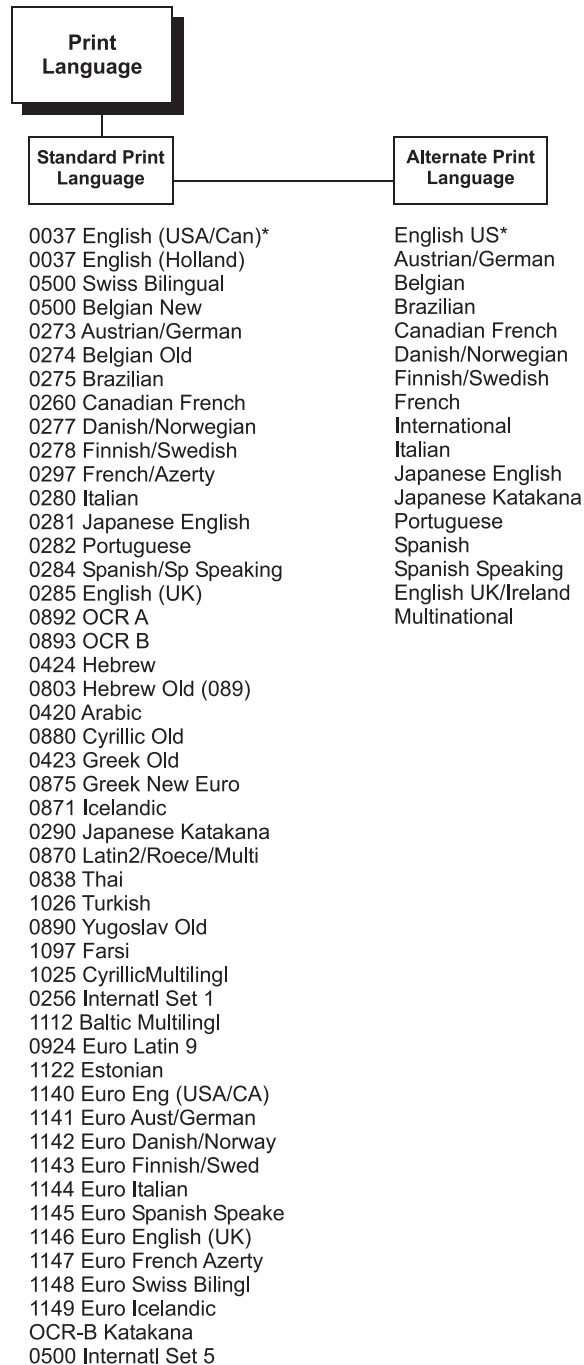 Print
Language
Standard Print
Language
Alternate Print
Language
0037 English (USA/Can)*
0037 English (Holland)
0500 Swiss Bilingual
0500 Belgian New
0273 Austrian/German
0274 Belgian Old
0275 Brazilian
0260 Canadian French
0277 Danish/Norwegian
0278 Finnish/Swedish
0297 French/Azerty
0280 Italian
0281 Japanese English
0282 Portuguese
0284 Spanish/Sp Speaking
0285 English (UK)
0892 OCR A
0893 OCR B
0424 Hebrew
0803 Hebrew Old (089)
0420 Arabic
0880 Cyrillic Old
0423 Greek Old
0875 Greek New Euro
0871 Icelandic
0290 Japanese Katakana
0870 Latin2/Roece/Multi
0838 Thai
1026 Turkish
0890 Yugoslav Old
1097 Farsi
1025 CyrillicMultilingl
0256 Internatl Set 1
1112 Baltic Multilingl
0924 Euro Latin 9
1122 Estonian
1140 Euro Eng (USA/CA)
1141 Euro Aust/German
1142 Euro Danish/Norway
1143 Euro Finnish/Swed
1144 Euro Italian
1145 Euro Spanish Speake
1146 Euro English (UK)
1147 Euro French Azerty
1148 Euro Swiss Bilingl
1149 Euro Icelandic
OCR-B Katakana
0500 Internatl Set 5
English US*
Austrian/German
Belgian
Brazilian
Canadian French
Danish/Norwegian
Finnish/Swedish
French
International
Italian
Japanese English
Japanese Katakana
Portuguese
Spanish
Spanish Speaking
English UK/Ireland
Multinational